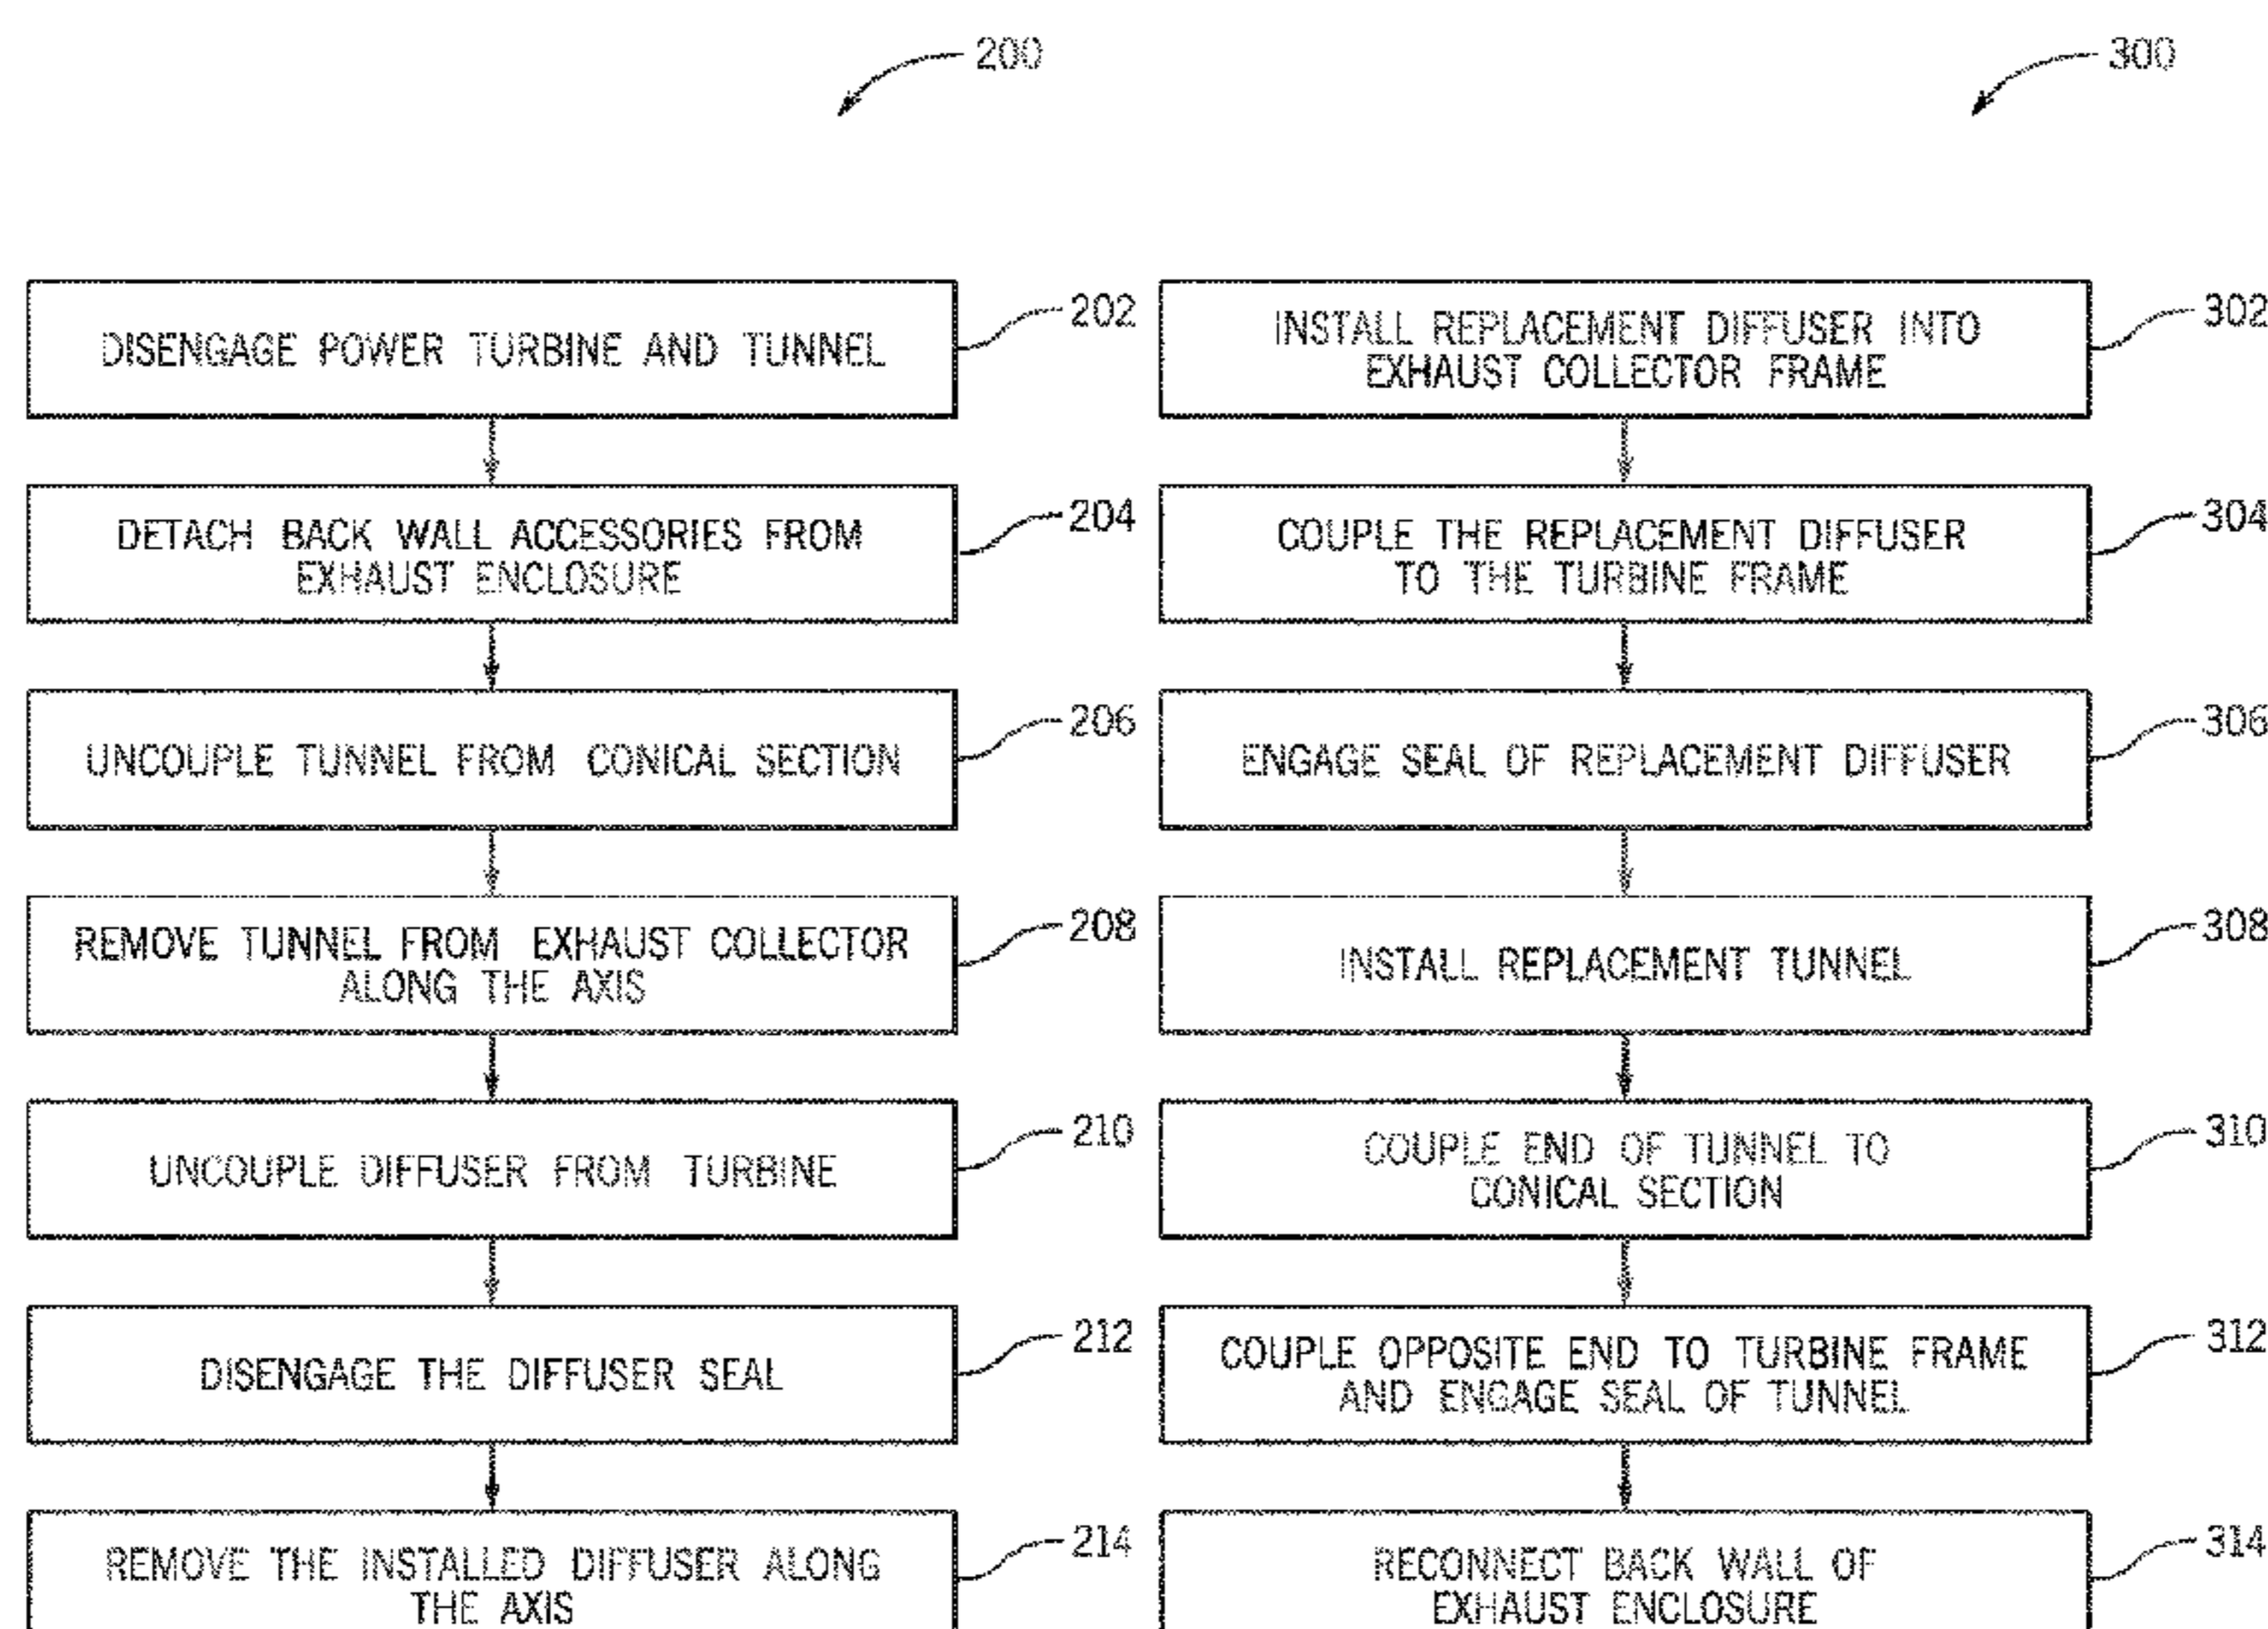 200
DISENGAGE POWER TURBINE AND TUNNEL
202
DETACH BACK WALL ACCESSORIES FROM
EXHAUST ENCLOSURE
204
UNCOUPLE TUNNEL FROM CONICAL SECTION
206
REMOVE TUNNEL FROM EXHAUST COLLECTOR
ALONG THE AXIS
208
UNCOUPLE DIFFUSER FROM TURBINE
210
DISENGAGE THE DIFFUSER SEAL
212
REMOVE THE INSTALLED DIFFUSER ALONG
THE AXIS
214
300
INSTALL REPLACEMENT DIFFUSER INTO
EXHAUST COLLECTOR FRAME
302
COUPLE THE REPLACEMENT DIFFUSER
TO THE TURBINE FRAME
304
ENGAGE SEAL OF REPLACEMENT DIFFUSER
306
INSTALL REPLACEMENT TUNNEL
308
COUPLE END OF TUNNEL TO
CONICAL SECTION
310
COUPLE OPPOSITE END TO TURBINE FRAME
AND ENGAGE SEAL OF TUNNEL
312
RECONNECT BACK WALL OF
EXHAUST ENCLOSURE
314